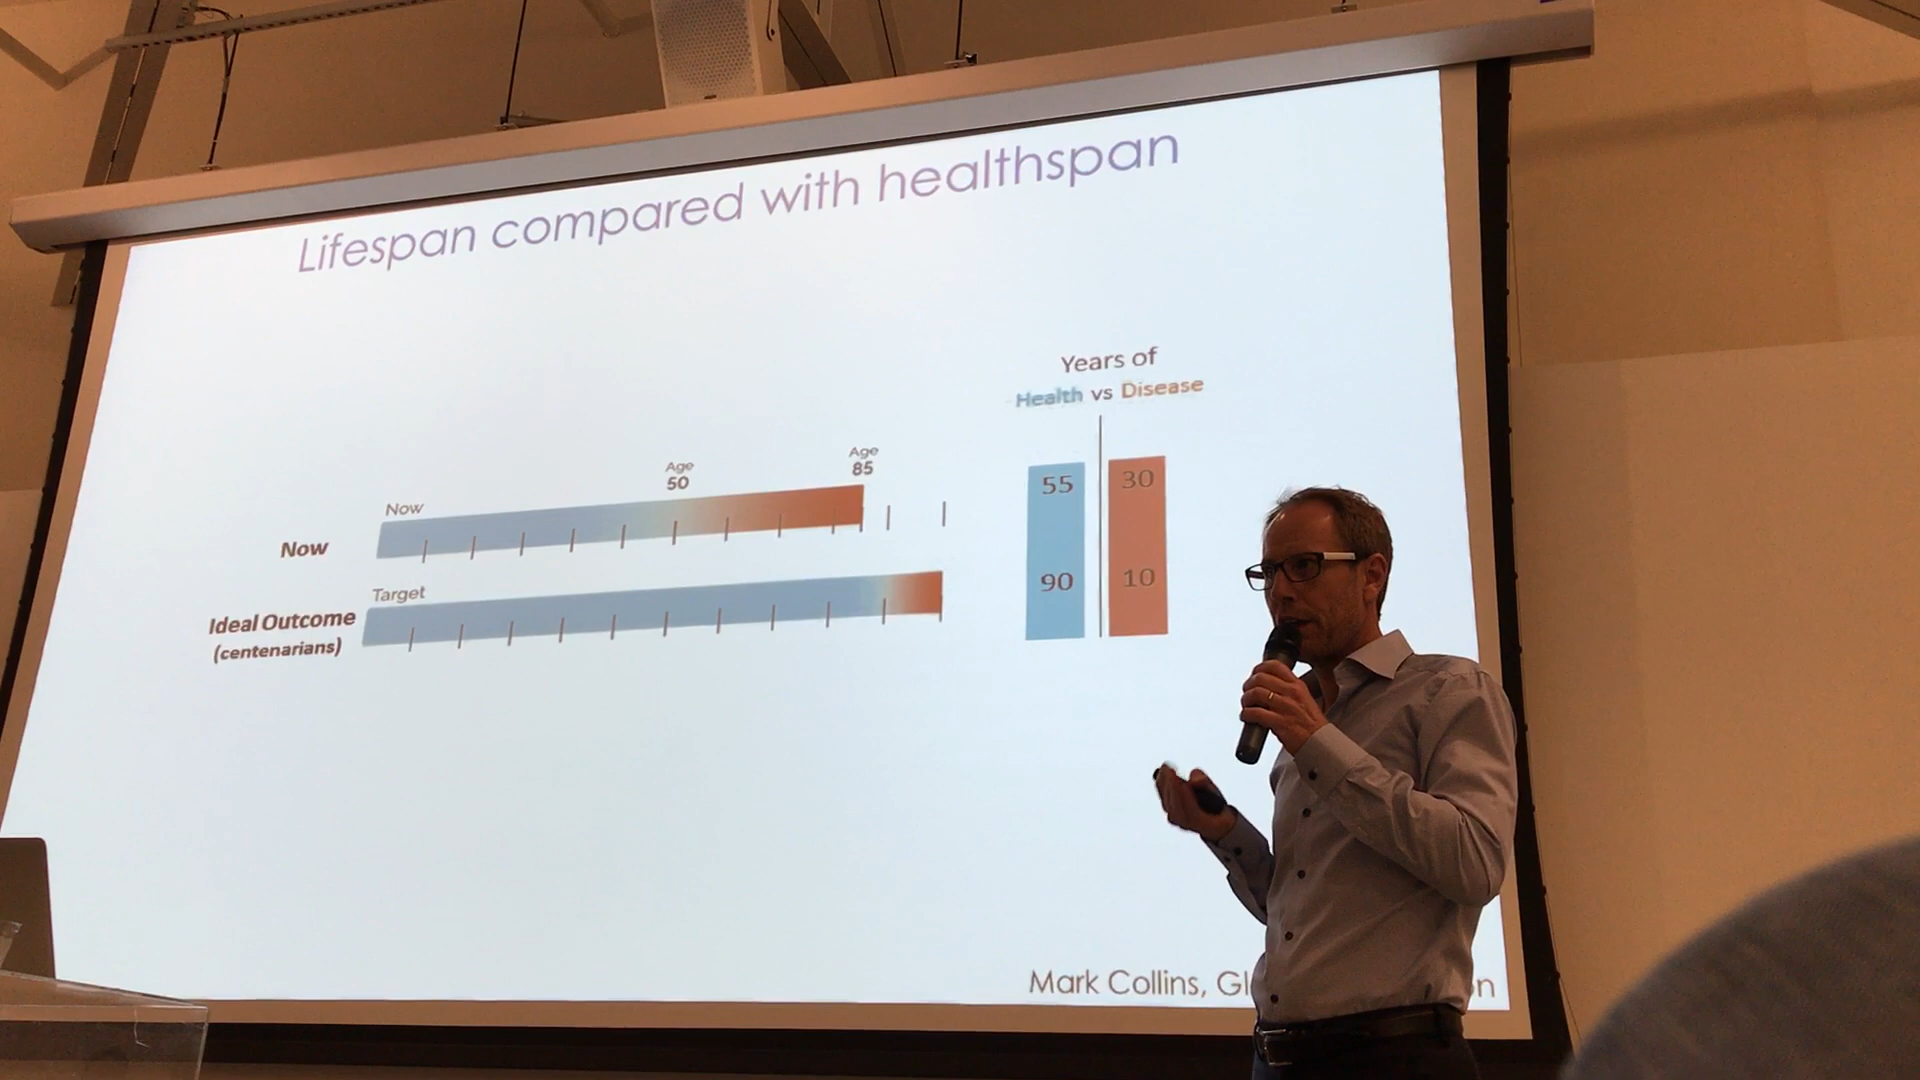 Lifespan compared with healthspan
Years of
Health vs Disease
Age
50
Age
85
Now
Now
55
30
Target
Ideal Outcome
(centenarians)
90
10
Mark Collins,